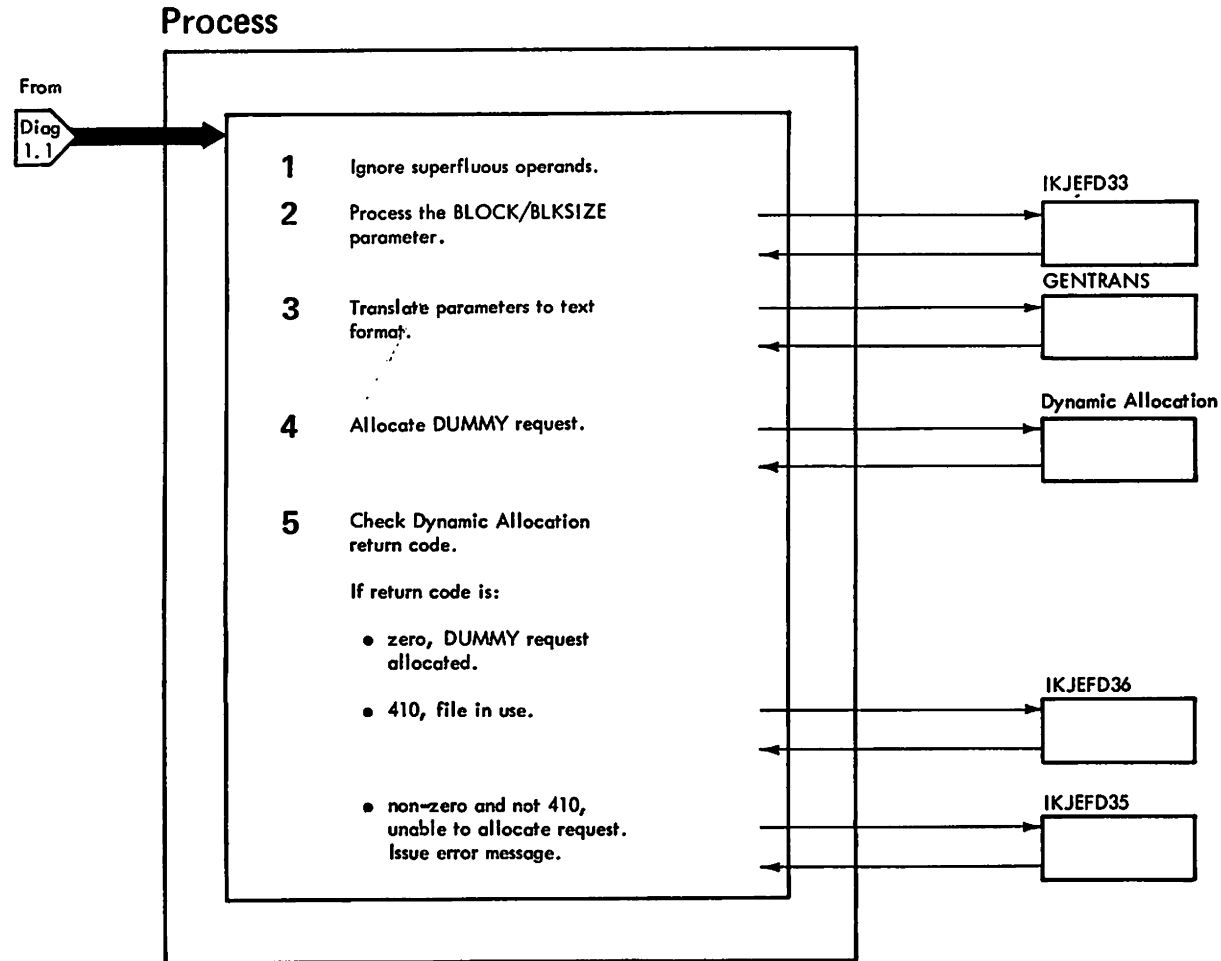 Process
From
Diag
1.1
1 Ignore superfluous operands.
2 Process the BLOCK/BLKSIZE
parameter.
IKJEFD33
3 Translate parameters to text
format.
GENTRANS
4 Allocate DUMMY request.
Dynamic Allocation
5 Check Dynamic Allocation
return code.
If return code is:
• zero, DUMMY request
allocated.
• 410, file in use.
IKJEFD36
• non-zero and not 410,
unable to allocate request.
Issue error message.
IKJEFD35